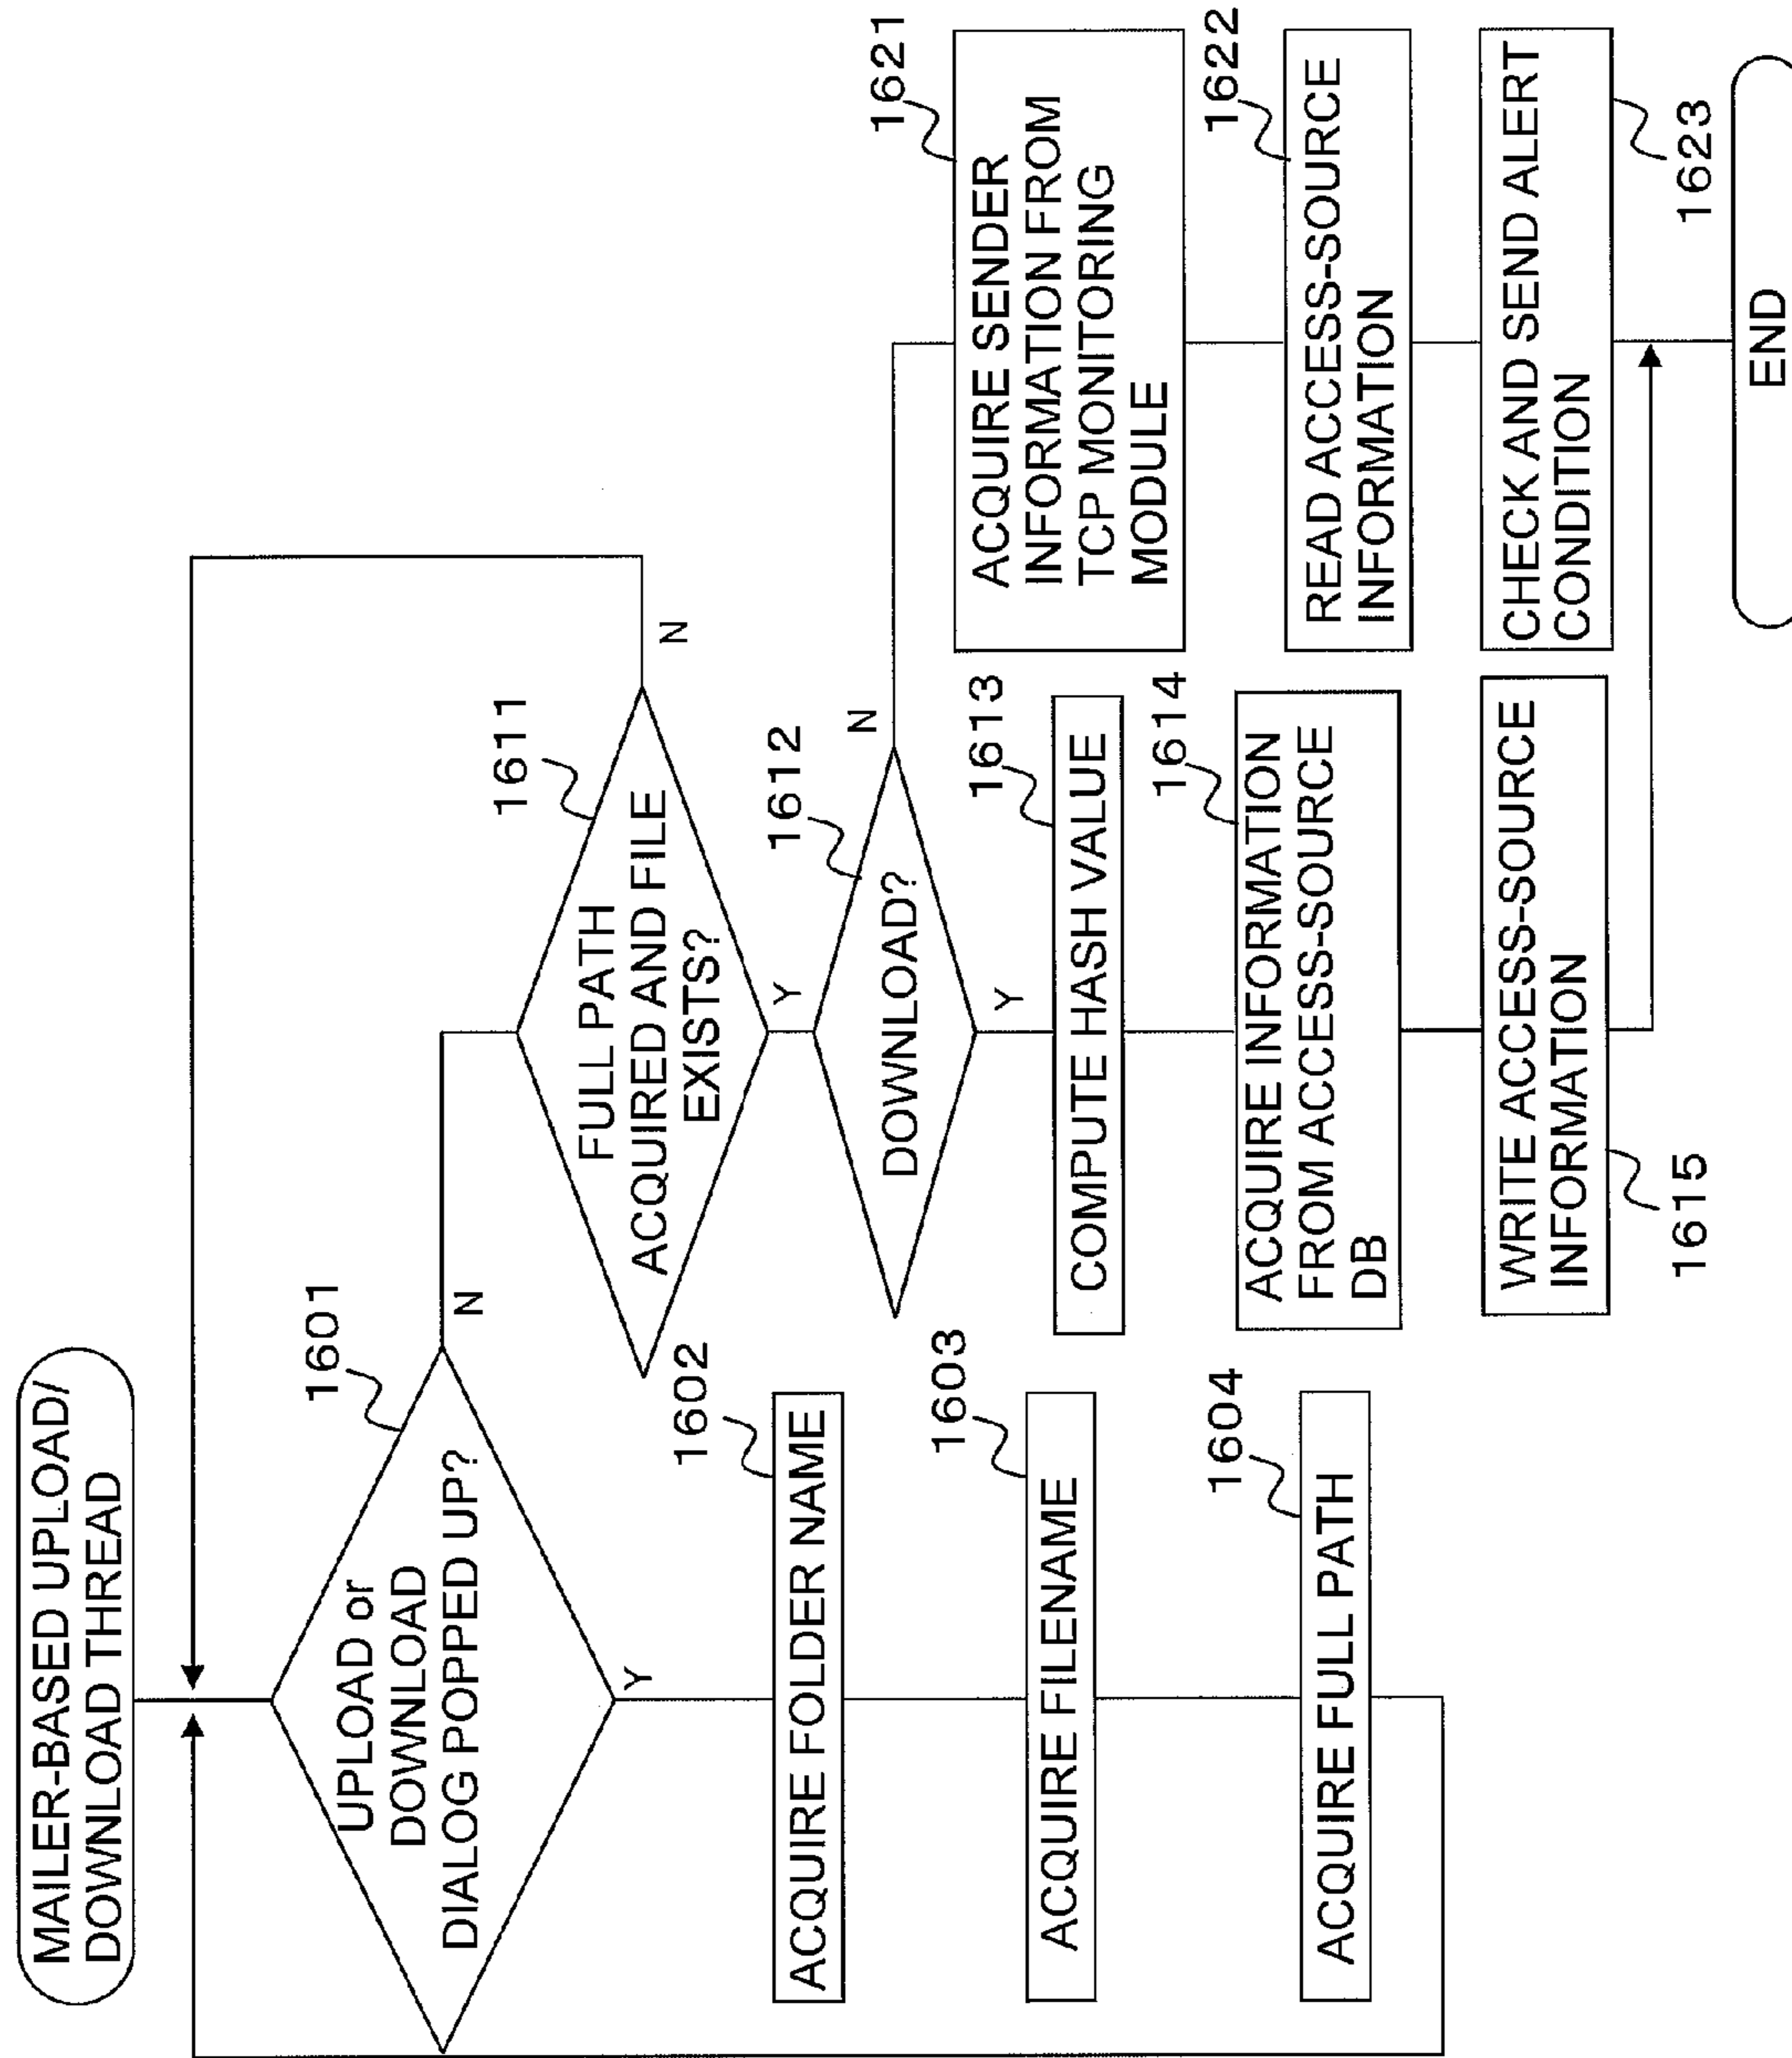 MAILER-BASED UPLOAD/
DOWNLOAD THREAD
1601
UPLOAD or
DOWNLOAD
DIALOG POPPED UP?
N
Y
1602
ACQUIRE FOLDER NAME
1603
ACQUIRE FILENAME
1604
ACQUIRE FULL PATH
1611
FULL PATH
ACQUIRED AND FILE
EXISTS?
N
Y
1612
DOWNLOAD?
N
Y
1613
COMPUTE HASH VALUE
1614
ACQUIRE INFORMATION
FROM ACCESS-SOURCE
DB
WRITE ACCESS-SOURCE
INFORMATION
1615
1621
ACQUIRE SENDER
INFORMATION FROM
TCP MONITORING
MODULE
1622
READ ACCESS-SOURCE
INFORMATION
CHECK AND SEND ALERT
CONDITION
1623
END